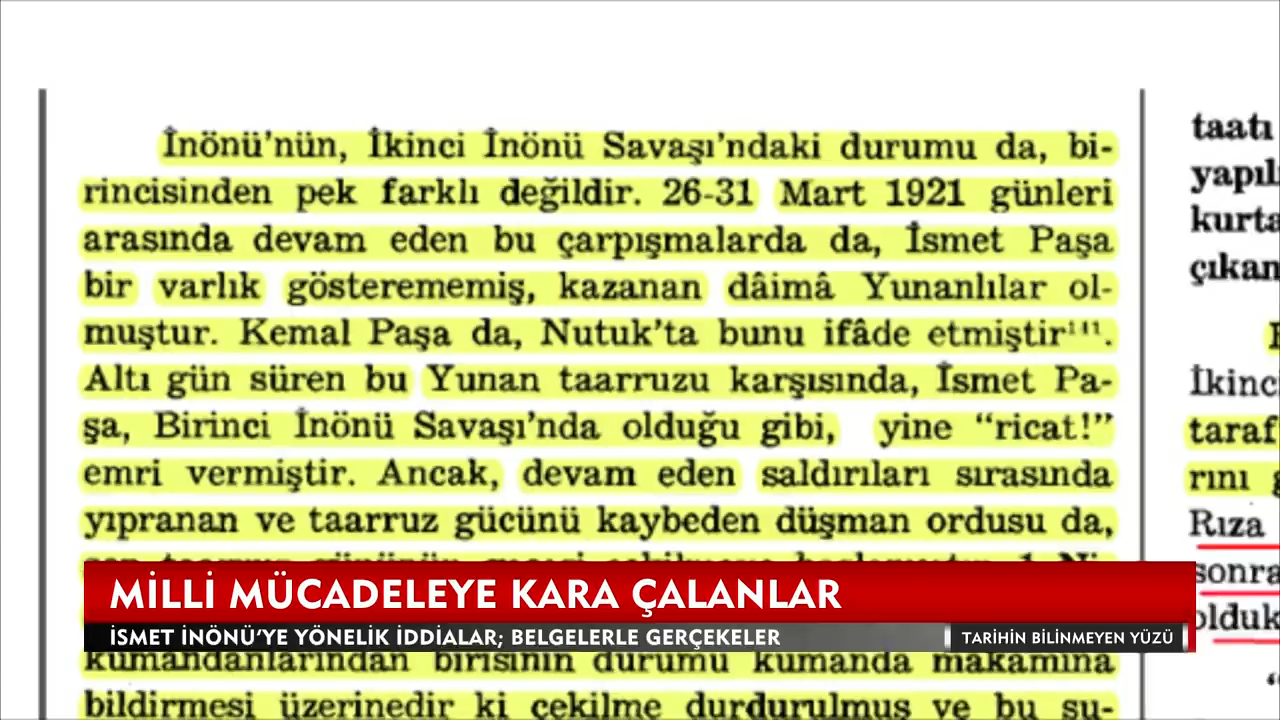 İnönü'nün, İkinci İnönü Savaşı'ndaki durumu da, bi-
rincisinden pek farklı değildir. 26-31 Mart 1921 günleri
arasında devam eden bu çarpışmalarda da, İsmet Paşa
bir varlık gösterememiş, kazanan dâimâ Yunanlılar ol-
muştur. Kemal Paşa da, Nutuk'ta bunu ifâde etmiştir¹⁴¹.
Altı gün süren bu Yunan taarruzu karşısında, İsmet Pa-
şa, Birinci İnönü Savaşı'nda olduğu gibi, yine “ricat!”
emri vermiştir. Ancak, devam eden saldırıları sırasında
yıpranan ve taarruz gücünü kaybeden düşman ordusu da,
kumandanlarından birisinin durumu kumanda makamına
bildirmesi üzerinedir ki çekilme durdurulmuş ve bu su-
taatı
yapıl
kurta
çıkan
İkinc
taraf
rını
Rıza
sonra
olduk
MİLLİ MÜCADELEYE KARA ÇALANLAR
İSMET İNÖNÜ'YE YÖNELİK İDDİALAR; BELGELERLE GERÇEKELER
TARİHİN BİLİNMEYEN YÜZÜ